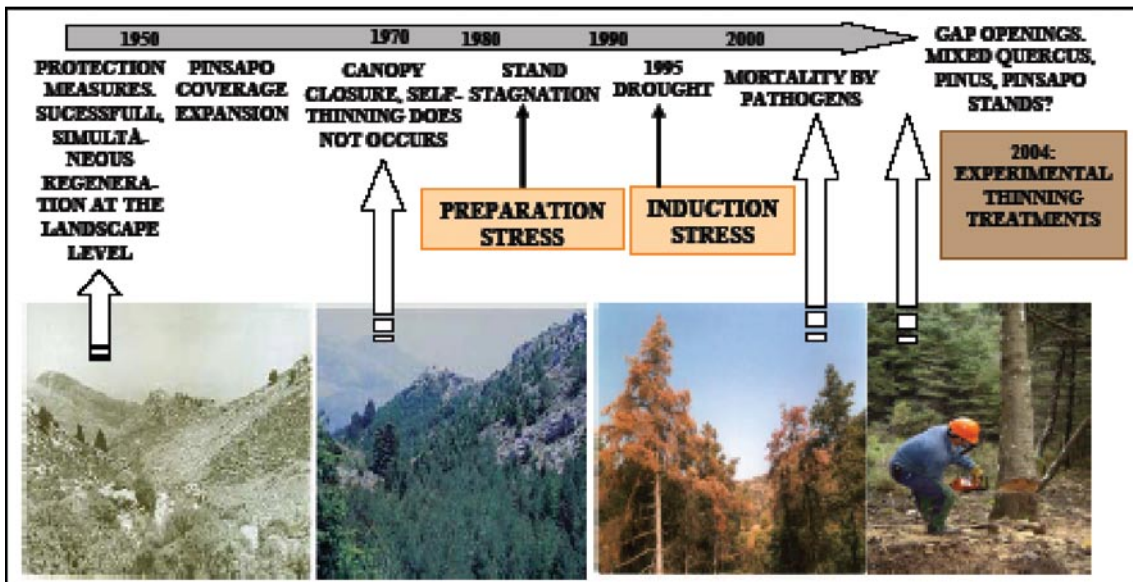 1950
1970
1980
1990
2000
PROTECTION
MEASURES.
SUCESSFULL,
SIMULTÁ-
NEOUS
REGENERA-
TION AT THE
LANDSCAPE
LEVEL
PINSAPO
COVERAGE
EXPANSION
CANOPY
CLOSURE, SELF-
THINNING DOES
NOT OCCURS
STAND
STAGNATION
1995
DROUGHT
MORTALITY BY
PATHOGENS
GAP OPENINGS.
MIXED QUERCUS,
PINUS, PINSAPO
STANDS?
PREPARATION
STRESS
INDUCTION
STRESS
2004:
EXPERIMENTAL
THINNING
TREATMENTS